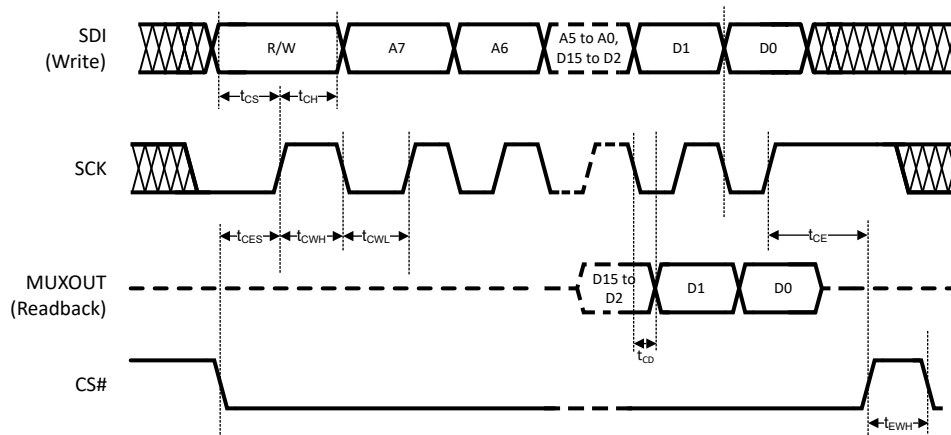 SDI
(Write)
R/W
A7
A6
A5 to A0,
D15 to D2
D1
D0
tCS
tCH
SCK
tCES
tCWH
tCWL
tCE
MUXOUT
(Readback)
D15 to
D2
D1
D0
tCD
CS#
tEWH